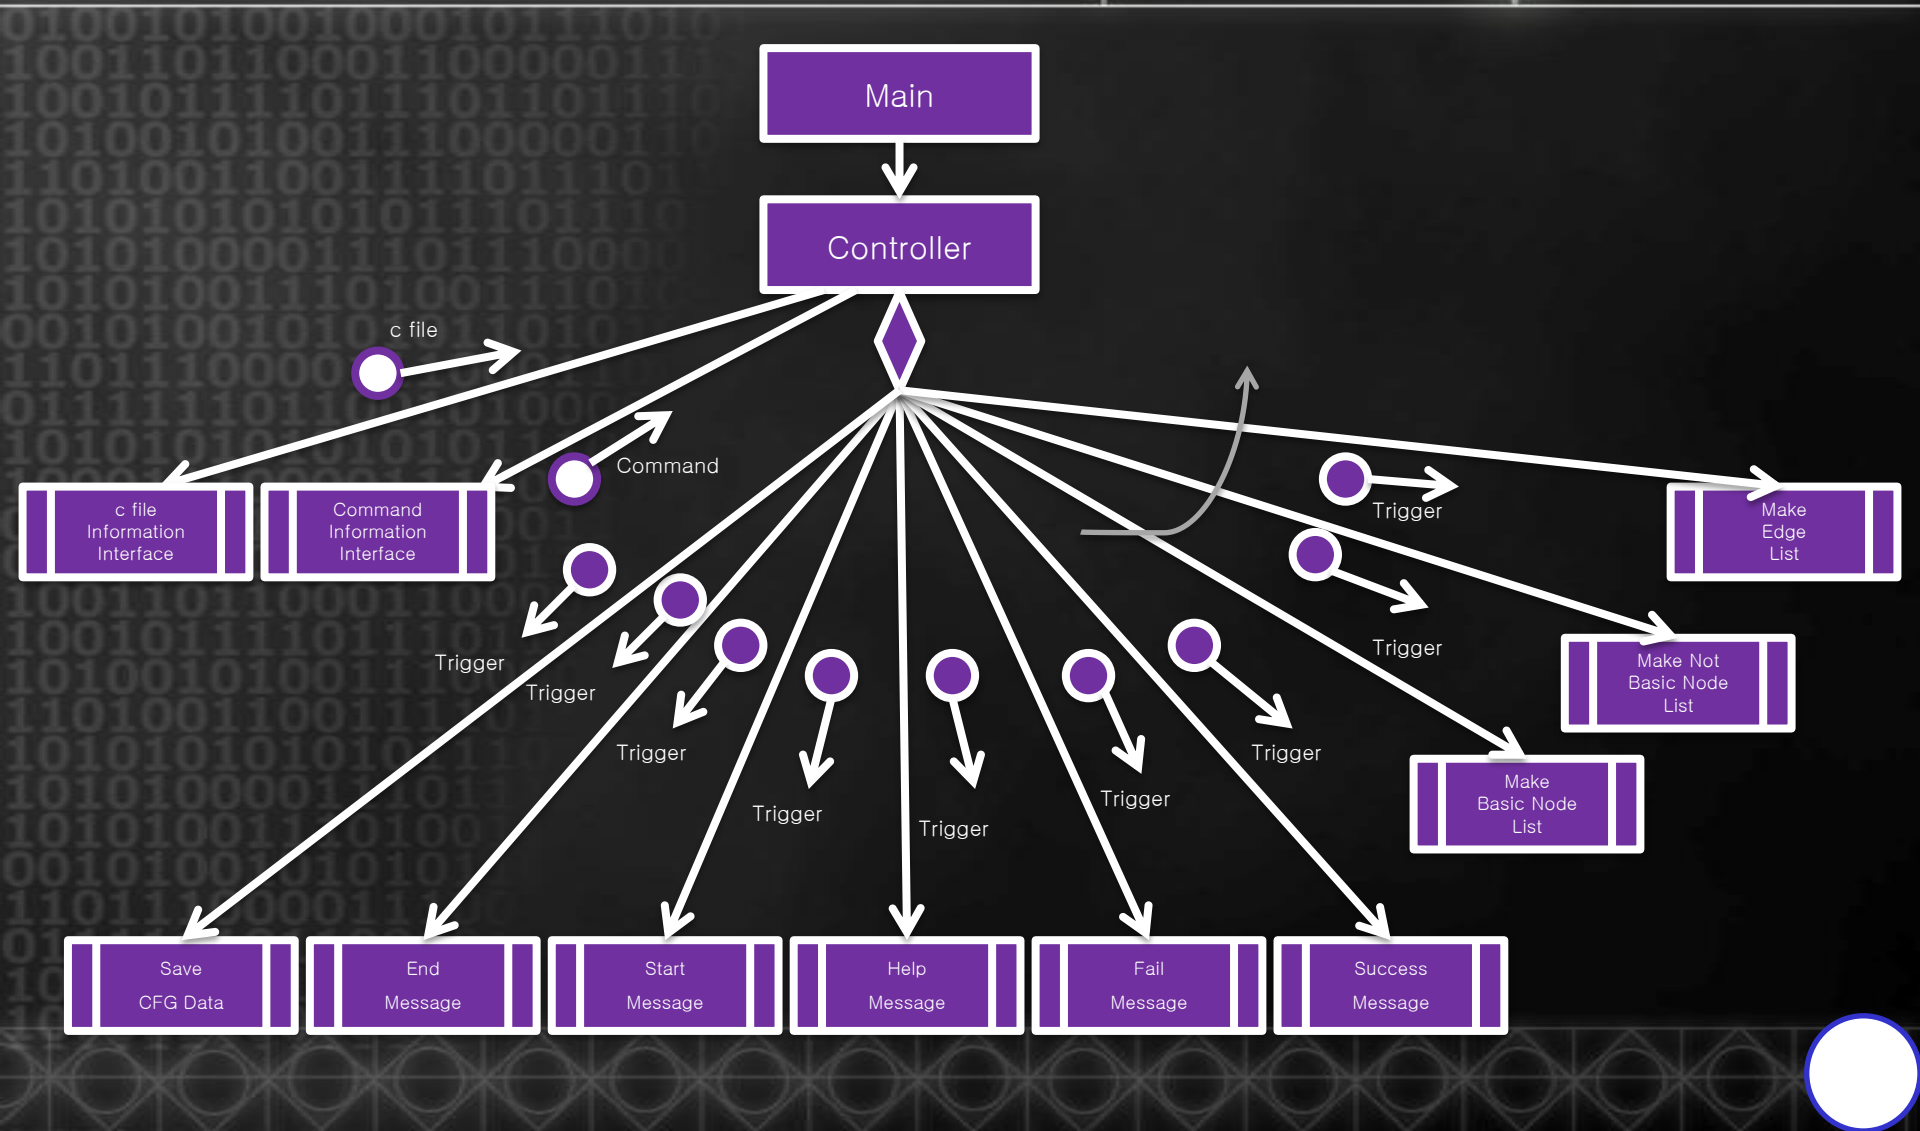 Main
Controller
c file
Command
c file
Information
Interface
Command
Information
Interface
Trigger
Make
Edge
List
Trigger
Trigger
Make Not
Basic Node
List
Trigger
Trigger
Trigger
Make
Basic Node
List
Trigger
Trigger
Trigger
Save
CFG Data
End
Message
Start
Message
Help
Message
Fail
Message
Success
Message